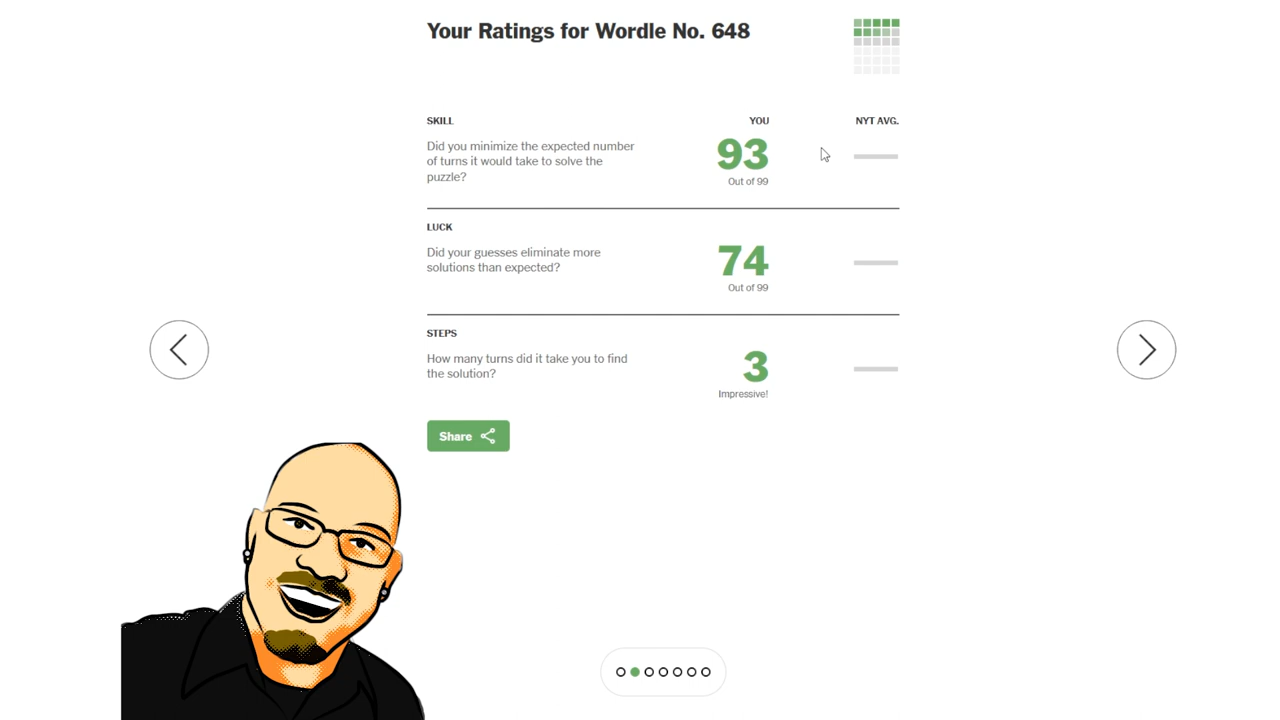 Your Ratings for Wordle No. 648
SKILL YOU NYT AVG.
Did you minimize the expected number
of turns it would take to solve the
puzzle?
93
Out of 99
LUCK
Did your guesses eliminate more
solutions than expected?
74
Out of 99
STEPS
How many turns did it take you to find
the solution?
3
Impressive!
Share